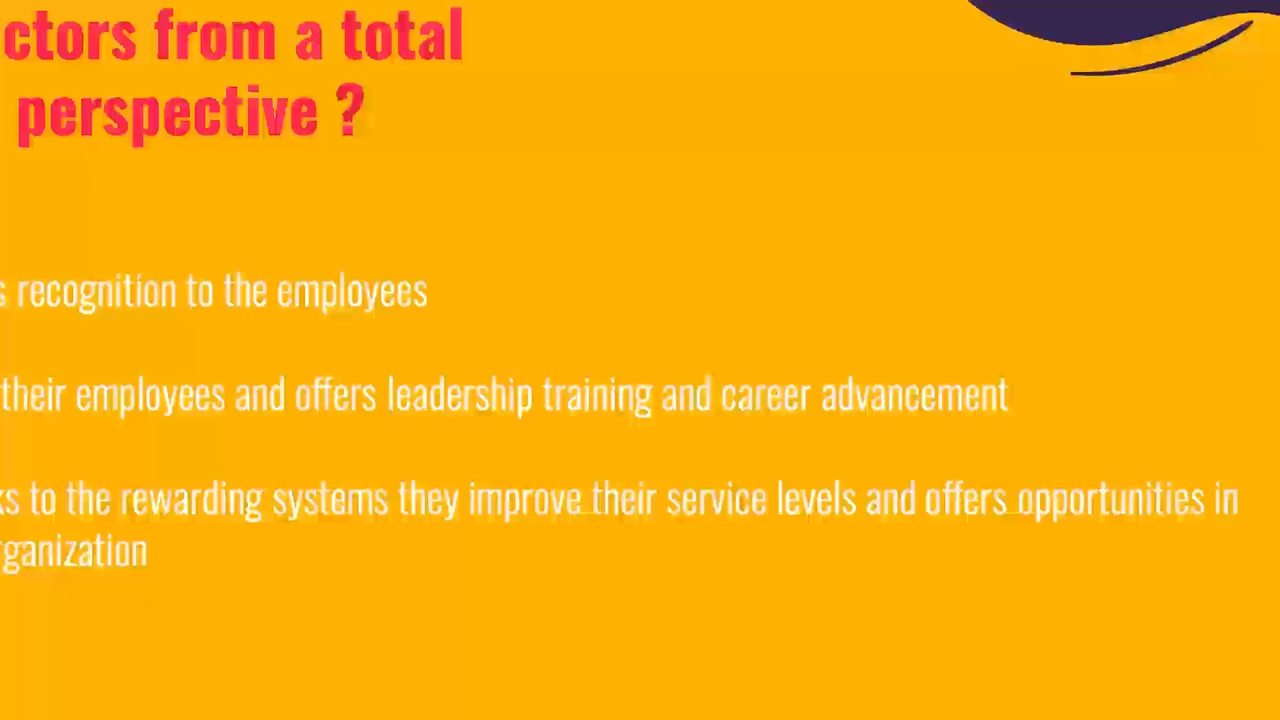 ctors from a total
perspective ?
s recognition to the employees
their employees and offers leadership training and career advancement
ks to the rewarding systems they improve their service levels and offers opportunities in
rganization